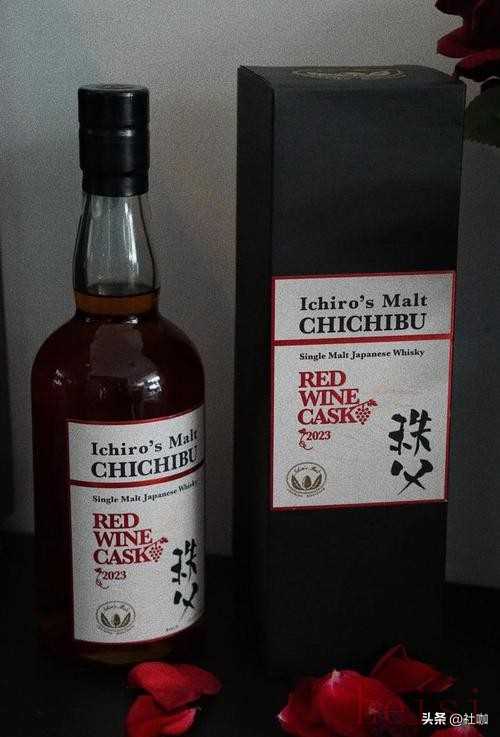 Ichiro's Malt
CHICHIBU
Single Malt Japanese Whisky
RED
WINE
CASK
2023
秩父
Ichiro's Malt
CHICHIBU
Single Malt Japanese Whisky
RED
WINE
CASK
2023
秩父
头条 @社咖